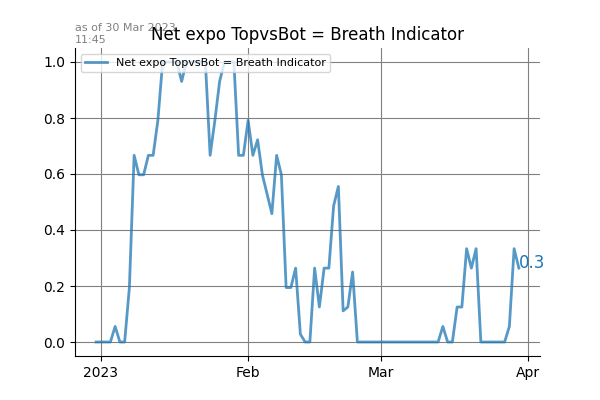 as of 30 Mar 2023
11:45
Net expo TopvsBot = Breath Indicator
Net expo TopvsBot = Breath Indicator
1.0
0.8
0.6
0.4
0.2
0.0
0.3
2023
Feb
Mar
Apr